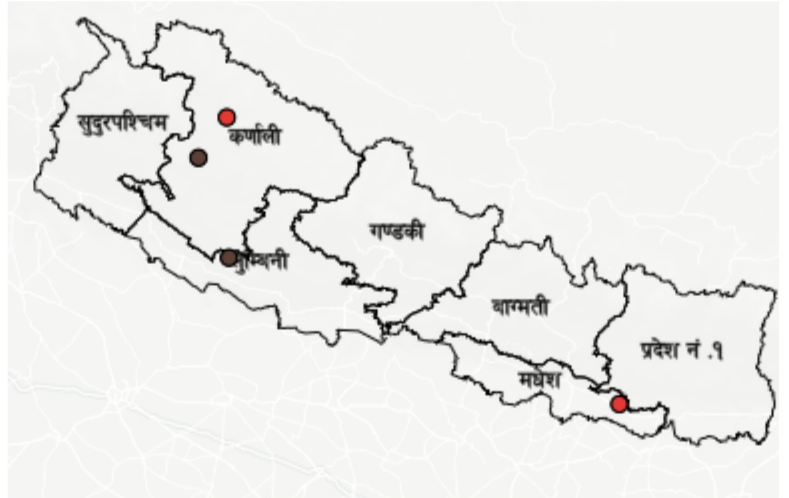 सुदुरपश्चिम
कर्णाली
गण्डकी
लुम्बिनी
बाग्मती
प्रदेश नं .१
मधेश